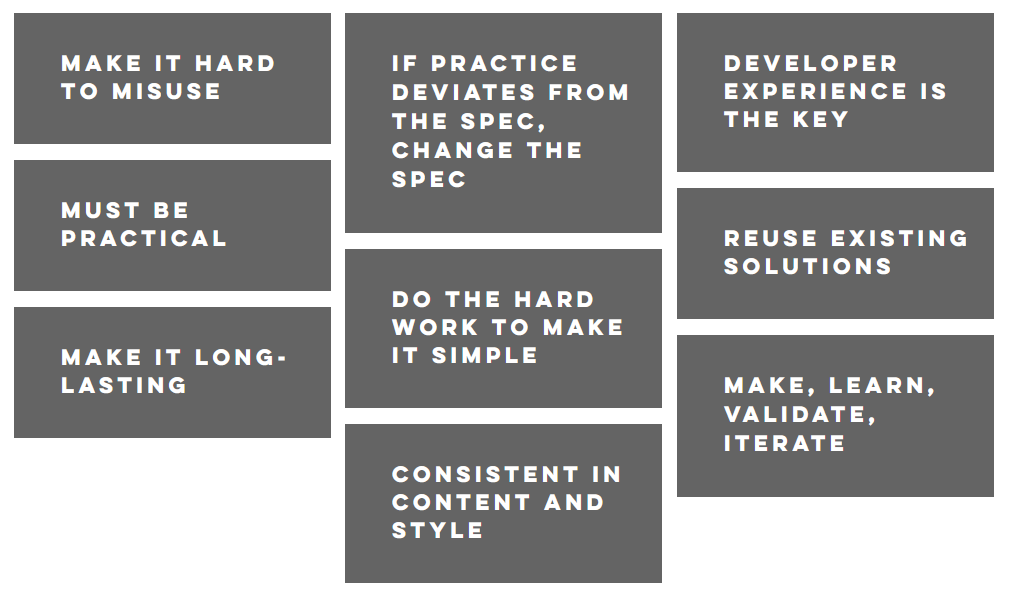 MAKE IT HARD
TO MISUSE
MUST BE
PRACTICAL
MAKE IT LONG-
LASTING
IF PRACTICE
DEVIATES FROM
THE SPEC,
CHANGE THE
SPEC
DO THE HARD
WORK TO MAKE
IT SIMPLE
CONSISTENT IN
CONTENT AND
STYLE
DEVELOPER
EXPERIENCE IS
THE KEY
REUSE EXISTING
SOLUTIONS
MAKE, LEARN,
VALIDATE,
ITERATE